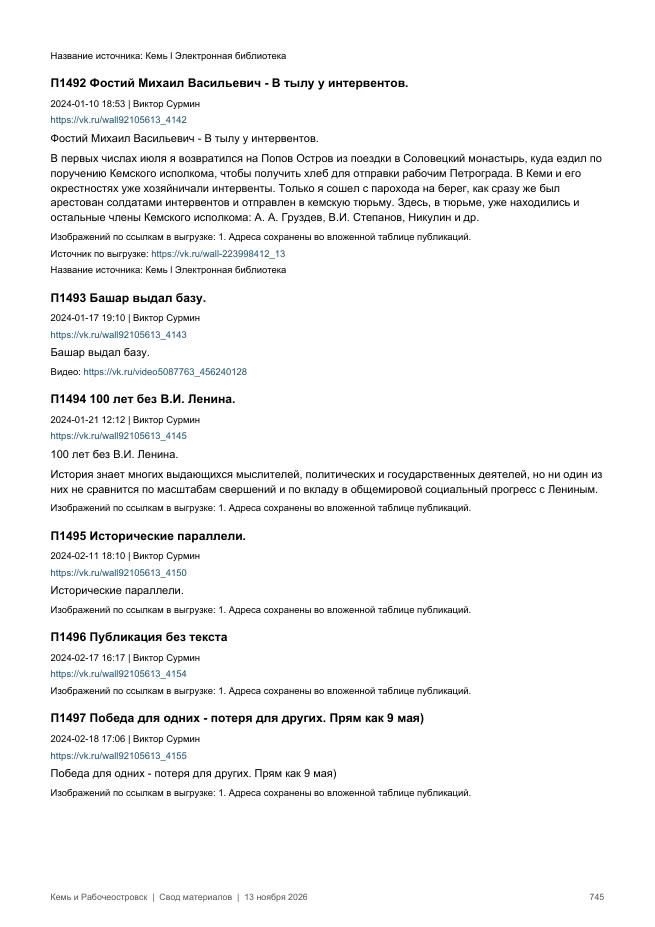 Название источника: Кемь l Электронная библиотека
П1492 Фостий Михаил Васильевич - В тылу у интервентов.
2024-01-10 18:53 | Виктор Сурмин
https://vk.ru/wall92105613_4142
Фостий Михаил Васильевич - В тылу у интервентов.
В первых числах июля я возвратился на Попов Остров из поездки в Соловецкий монастырь, куда ездил по
поручению Кемского исполкома, чтобы получить хлеб для отправки рабочим Петрограда. В Кеми и его
окрестностях уже хозяйничали интервенты. Только я сошел с парохода на берег, как сразу же был
арестован солдатами интервентов и отправлен в кемскую тюрьму. Здесь, в тюрьме, уже находились и
остальные члены Кемского исполкома: А. А. Груздев, В.И. Степанов, Никулин и др.
Изображений по ссылкам в выгрузке: 1. Адреса сохранены во вложенной таблице публикаций.
Источник по выгрузке: https://vk.ru/wall-223998412_13
Название источника: Кемь l Электронная библиотека
П1493 Башар выдал базу.
2024-01-17 19:10 | Виктор Сурмин
https://vk.ru/wall92105613_4143
Башар выдал базу.
Видео: https://vk.ru/video5087763_456240128
П1494 100 лет без В.И. Ленина.
2024-01-21 12:12 | Виктор Сурмин
https://vk.ru/wall92105613_4145
100 лет без В.И. Ленина.
История знает многих выдающихся мыслителей, политических и государственных деятелей, но ни один из
них не сравнится по масштабам свершений и по вкладу в общемировой социальный прогресс с Лениным.
Изображений по ссылкам в выгрузке: 1. Адреса сохранены во вложенной таблице публикаций.
П1495 Исторические параллели.
2024-02-11 18:10 | Виктор Сурмин
https://vk.ru/wall92105613_4150
Исторические параллели.
Изображений по ссылкам в выгрузке: 1. Адреса сохранены во вложенной таблице публикаций.
П1496 Публикация без текста
2024-02-17 16:17 | Виктор Сурмин
https://vk.ru/wall92105613_4154
Изображений по ссылкам в выгрузке: 1. Адреса сохранены во вложенной таблице публикаций.
П1497 Победа для одних - потеря для других. Прям как 9 мая)
2024-02-18 17:06 | Виктор Сурмин
https://vk.ru/wall92105613_4155
Победа для одних - потеря для других. Прям как 9 мая)
Изображений по ссылкам в выгрузке: 1. Адреса сохранены во вложенной таблице публикаций.
Кемь и Рабочеостровск | Свод материалов | 13 ноября 2026
745